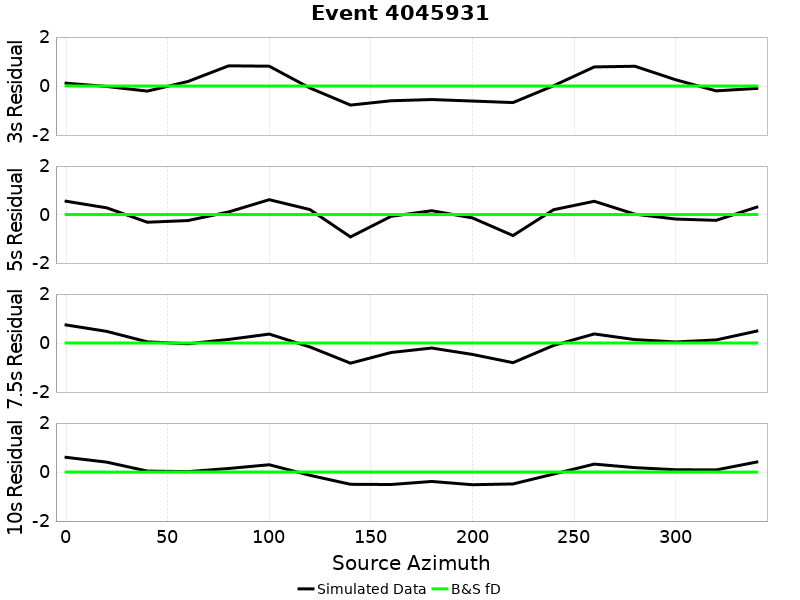 Event 4045931
3s Residual
2
0
-2
5s Residual
2
0
-2
7.5s Residual
2
0
-2
10s Residual
2
0
-2
0 50 100 150 200 250 300
Source Azimuth
Simulated Data B&S fD